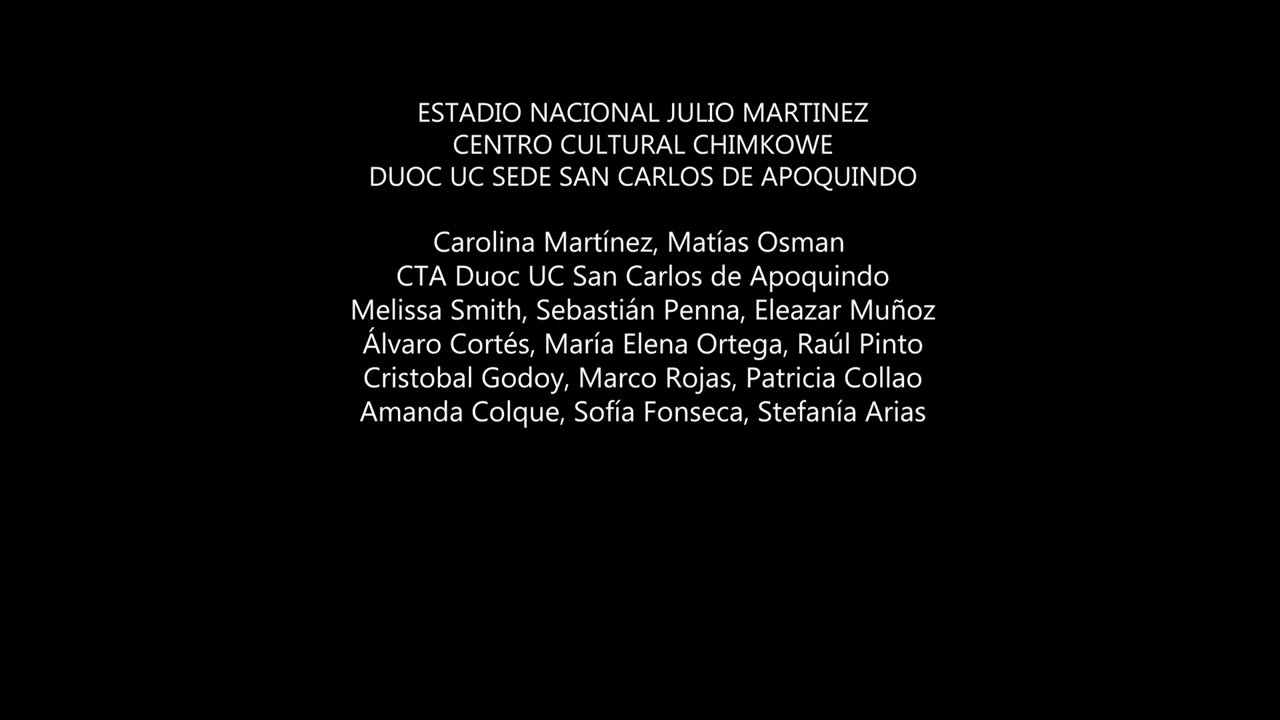 ESTADIO NACIONAL JULIO MARTINEZ
CENTRO CULTURAL CHIMKOWE
DUOC UC SEDE SAN CARLOS DE APOQUINDO
Carolina Martínez, Matías Osman
CTA Duoc UC San Carlos de Apoquindo
Melissa Smith, Sebastián Penna, Eleazar Muñoz
Álvaro Cortés, María Elena Ortega, Raúl Pinto
Cristobal Godoy, Marco Rojas, Patricia Collao
Amanda Colque, Sofía Fonseca, Stefanía Arias